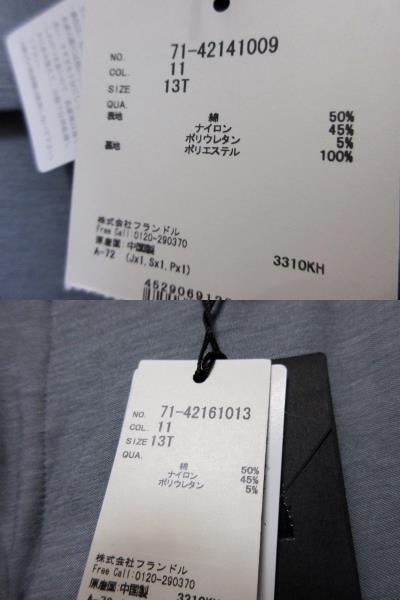 NO. 71-42141009
COL. 11
SIZE 13T
QUA.
表地 綿 50%
ナイロン 45%
ポリウレタン 5%
裏地 ポリエステル 100%
株式会社フランドル
Free Call:0120-290370
原産国:中国製
A-72 (Jx1,Sx1,Px1) 3310KH
NO. 71-42161013
COL. 11
SIZE 13T
QUA.
綿 50%
ナイロン 45%
ポリウレタン 5%
株式会社フランドル
Free Call:0120-290370
原産国:中国製